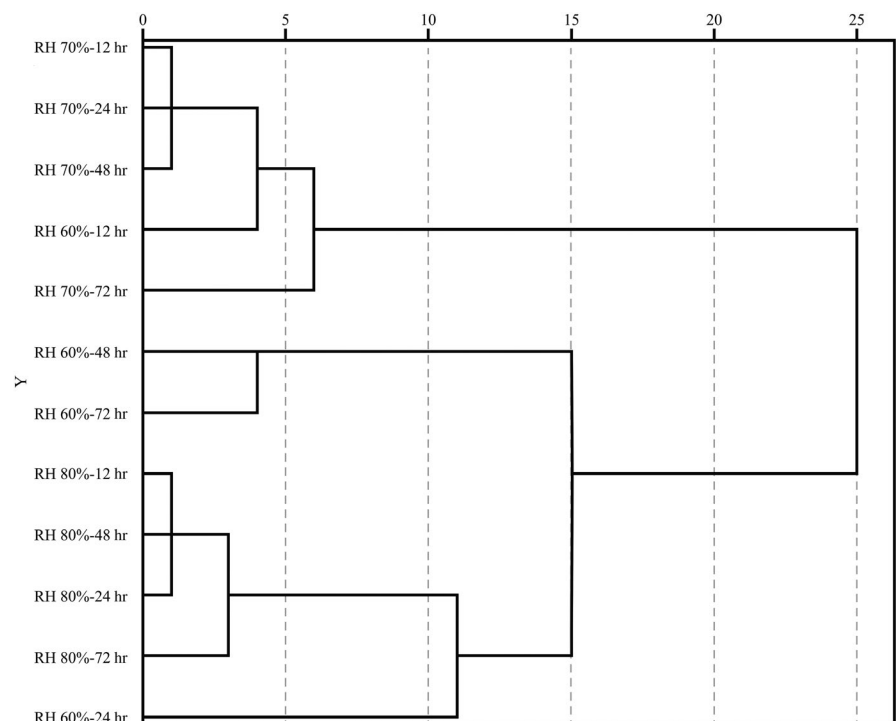 0 5 10 15 20 25
RH 70%-12 hr
RH 70%-24 hr
RH 70%-48 hr
RH 60%-12 hr
RH 70%-72 hr
RH 60%-48 hr
Y
RH 60%-72 hr
RH 80%-12 hr
RH 80%-48 hr
RH 80%-24 hr
RH 80%-72 hr
RH 60%-24 hr